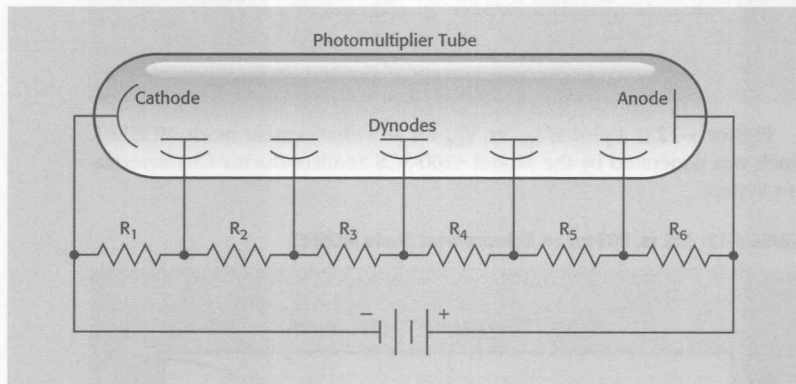 Photomultiplier Tube
Cathode
Anode
Dynodes
R1 R2 R3 R4 R5 R6
− +